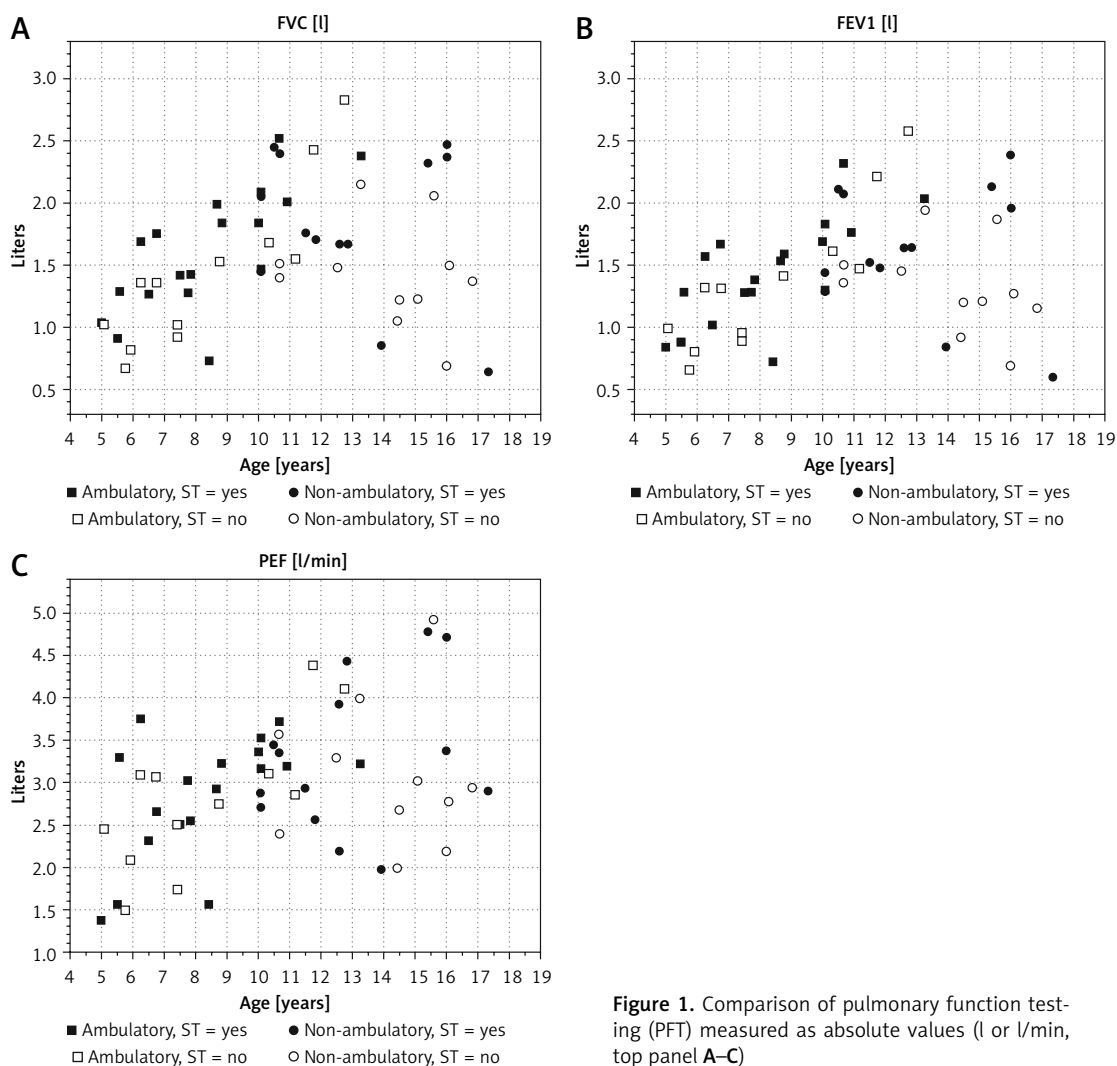 A
FVC [l]
Liters
3.0
2.5
2.0
1.5
1.0
0.5
4 5 6 7 8 9 10 11 12 13 14 15 16 17 18 19
Age [years]
■ Ambulatory, ST = yes ● Non-ambulatory, ST = yes
□ Ambulatory, ST = no ○ Non-ambulatory, ST = no
B
FEV1 [l]
Liters
3.0
2.5
2.0
1.5
1.0
0.5
4 5 6 7 8 9 10 11 12 13 14 15 16 17 18 19
Age [years]
■ Ambulatory, ST = yes ● Non-ambulatory, ST = yes
□ Ambulatory, ST = no ○ Non-ambulatory, ST = no
C
PEF [l/min]
Liters
5.0
4.5
4.0
3.5
3.0
2.5
2.0
1.5
1.0
4 5 6 7 8 9 10 11 12 13 14 15 16 17 18 19
Age [years]
■ Ambulatory, ST = yes ● Non-ambulatory, ST = yes
□ Ambulatory, ST = no ○ Non-ambulatory, ST = no
Figure 1. Comparison of pulmonary function test-
ing (PFT) measured as absolute values (l or l/min,
top panel A–C)